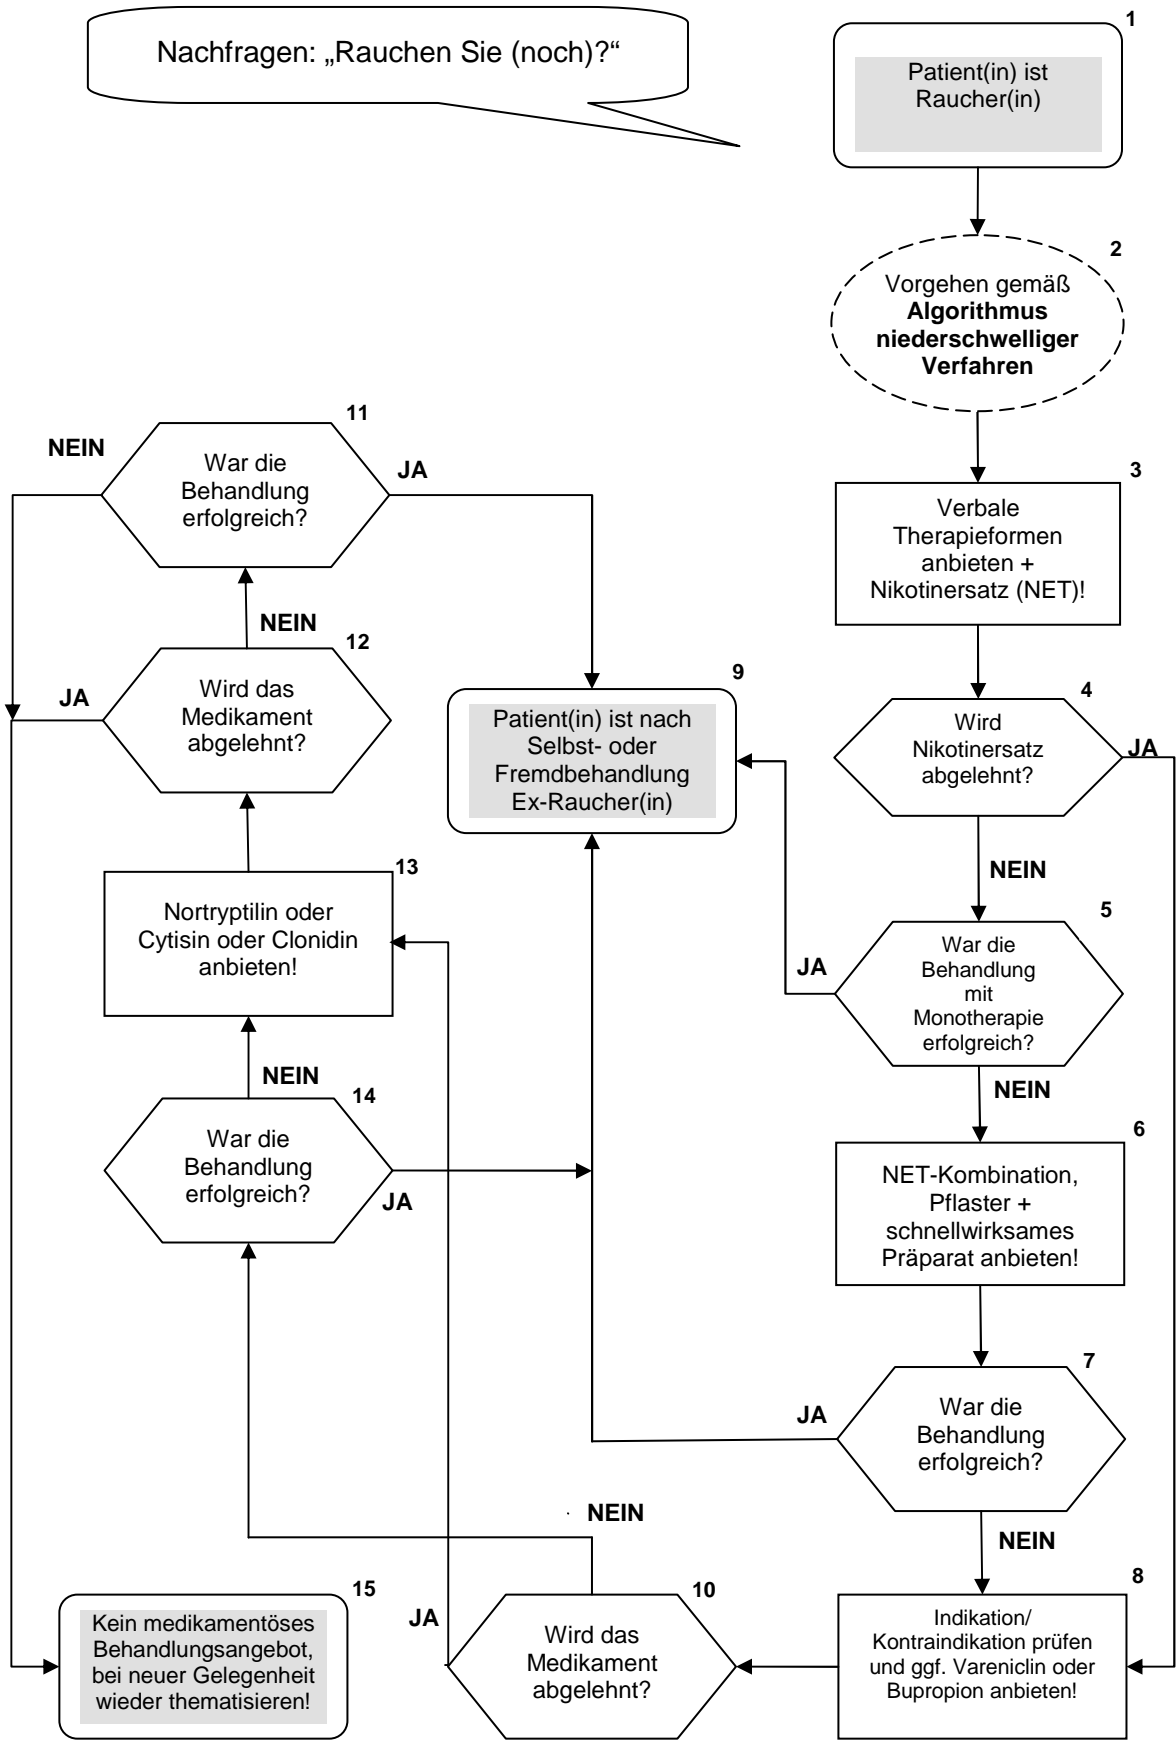 Nachfragen: „Rauchen Sie (noch)?“
1
Patient(in) ist
Raucher(in)
2
Vorgehen gemäß
Algorithmus
niederschwelliger
Verfahren
3
Verbale
Therapieformen
anbieten +
Nikotinersatz (NET)!
4
Wird
Nikotinersatz
abgelehnt?
JA
NEIN
5
War die
Behandlung
mit
Monotherapie
erfolgreich?
JA
NEIN
6
NET-Kombination,
Pflaster +
schnellwirksames
Präparat anbieten!
7
War die
Behandlung
erfolgreich?
JA
NEIN
8
Indikation/
Kontraindikation prüfen
und ggf. Vareniclin oder
Bupropion anbieten!
9
Patient(in) ist nach
Selbst- oder
Fremdbehandlung
Ex-Raucher(in)
10
Wird das
Medikament
abgelehnt?
JA
NEIN
11
War die
Behandlung
erfolgreich?
NEIN
JA
12
Wird das
Medikament
abgelehnt?
JA
NEIN
13
Nortryptilin oder
Cytisin oder Clonidin
anbieten!
14
War die
Behandlung
erfolgreich?
NEIN
JA
15
Kein medikamentöses
Behandlungsangebot,
bei neuer Gelegenheit
wieder thematisieren!